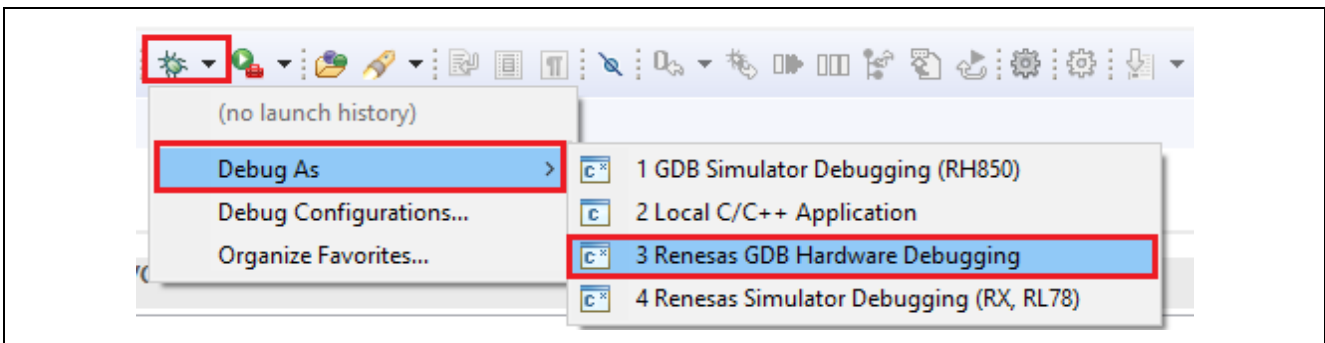 (no launch history)
Debug As
Debug Configurations...
Organize Favorites...
1 GDB Simulator Debugging (RH850)
2 Local C/C++ Application
3 Renesas GDB Hardware Debugging
4 Renesas Simulator Debugging (RX, RL78)